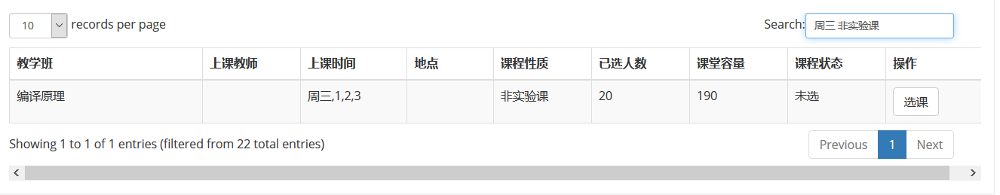 10 records per page Search: 周三 非实验课
教学班 上课教师 上课时间 地点 课程性质 已选人数 课堂容量 课程状态 操作
编译原理 周三,1,2,3 非实验课 20 190 未选 选课
Showing 1 to 1 of 1 entries (filtered from 22 total entries) Previous 1 Next